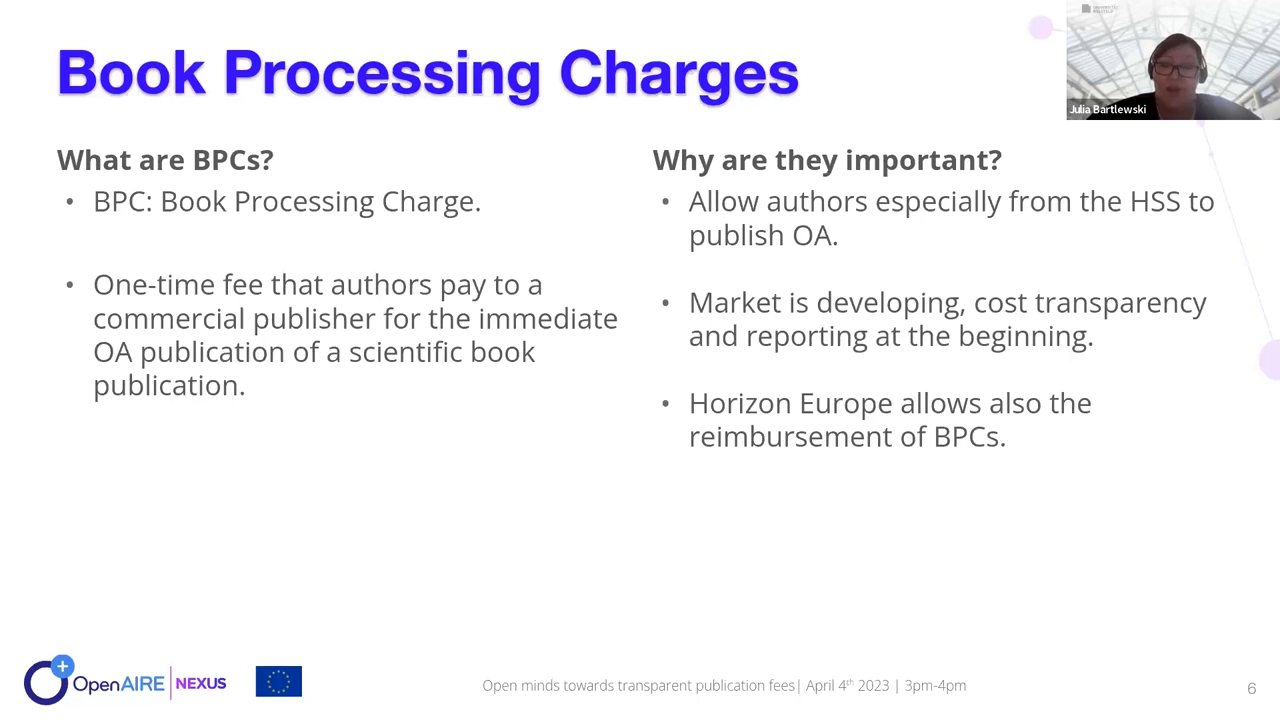 Book Processing Charges
Julia Bartlewski
What are BPCs?
• BPC: Book Processing Charge.
• One-time fee that authors pay to a
commercial publisher for the immediate
OA publication of a scientific book
publication.
Why are they important?
• Allow authors especially from the HSS to
publish OA.
• Market is developing, cost transparency
and reporting at the beginning.
• Horizon Europe allows also the
reimbursement of BPCs.
OpenAIRE | NEXUS
Open minds towards transparent publication fees| April 4th 2023 | 3pm-4pm
6